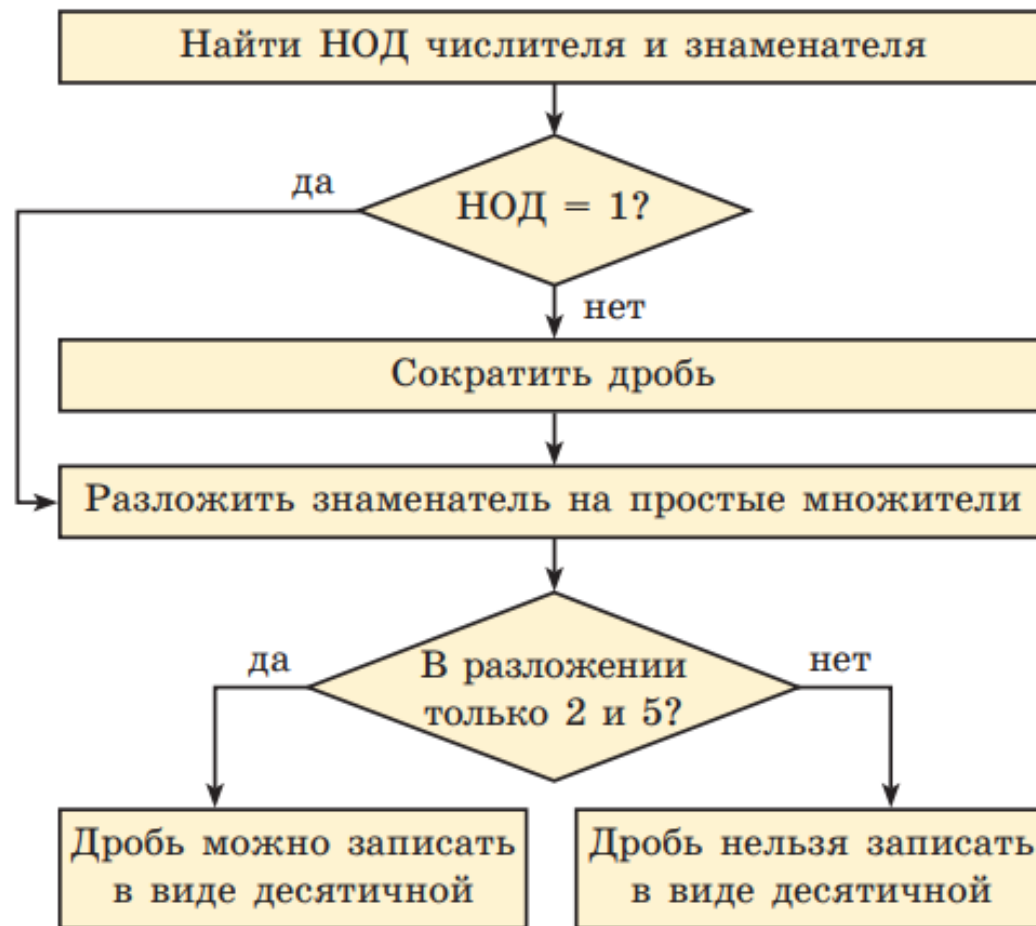 Найти НОД числителя и знаменателя
да
НОД = 1?
нет
Сократить дробь
Разложить знаменатель на простые множители
да
В разложении
только 2 и 5?
нет
Дробь можно записать
в виде десятичной
Дробь нельзя записать
в виде десятичной